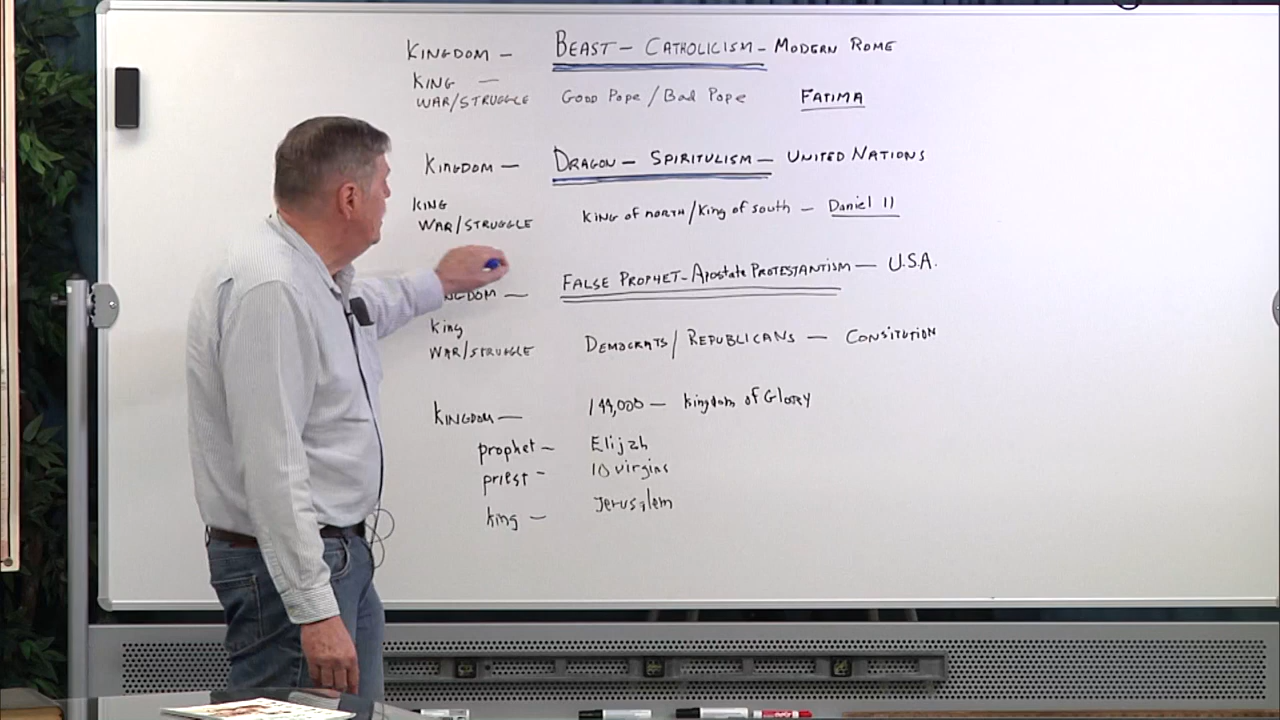 KINGDOM — BEAST — CATHOLICISM — MODERN ROME
KING —
WAR/STRUGGLE GOOD POPE / BAD POPE FATIMA
KINGDOM — DRAGON — SPIRITULISM — UNITED NATIONS
KING
WAR/STRUGGLE KING OF NORTH/KING OF SOUTH — Daniel 11
NGDOM — FALSE PROPHET - APOSTATE PROTESTANTISM — U.S.A.
King
WAR/STRUGGLE DEMOCRATS / REPUBLICANS — CONSITUTION
KINGDOM — 144,000 — Kingdom of Glory
prophet — Elijah
priest — 10 virgins
king — Jerusalem